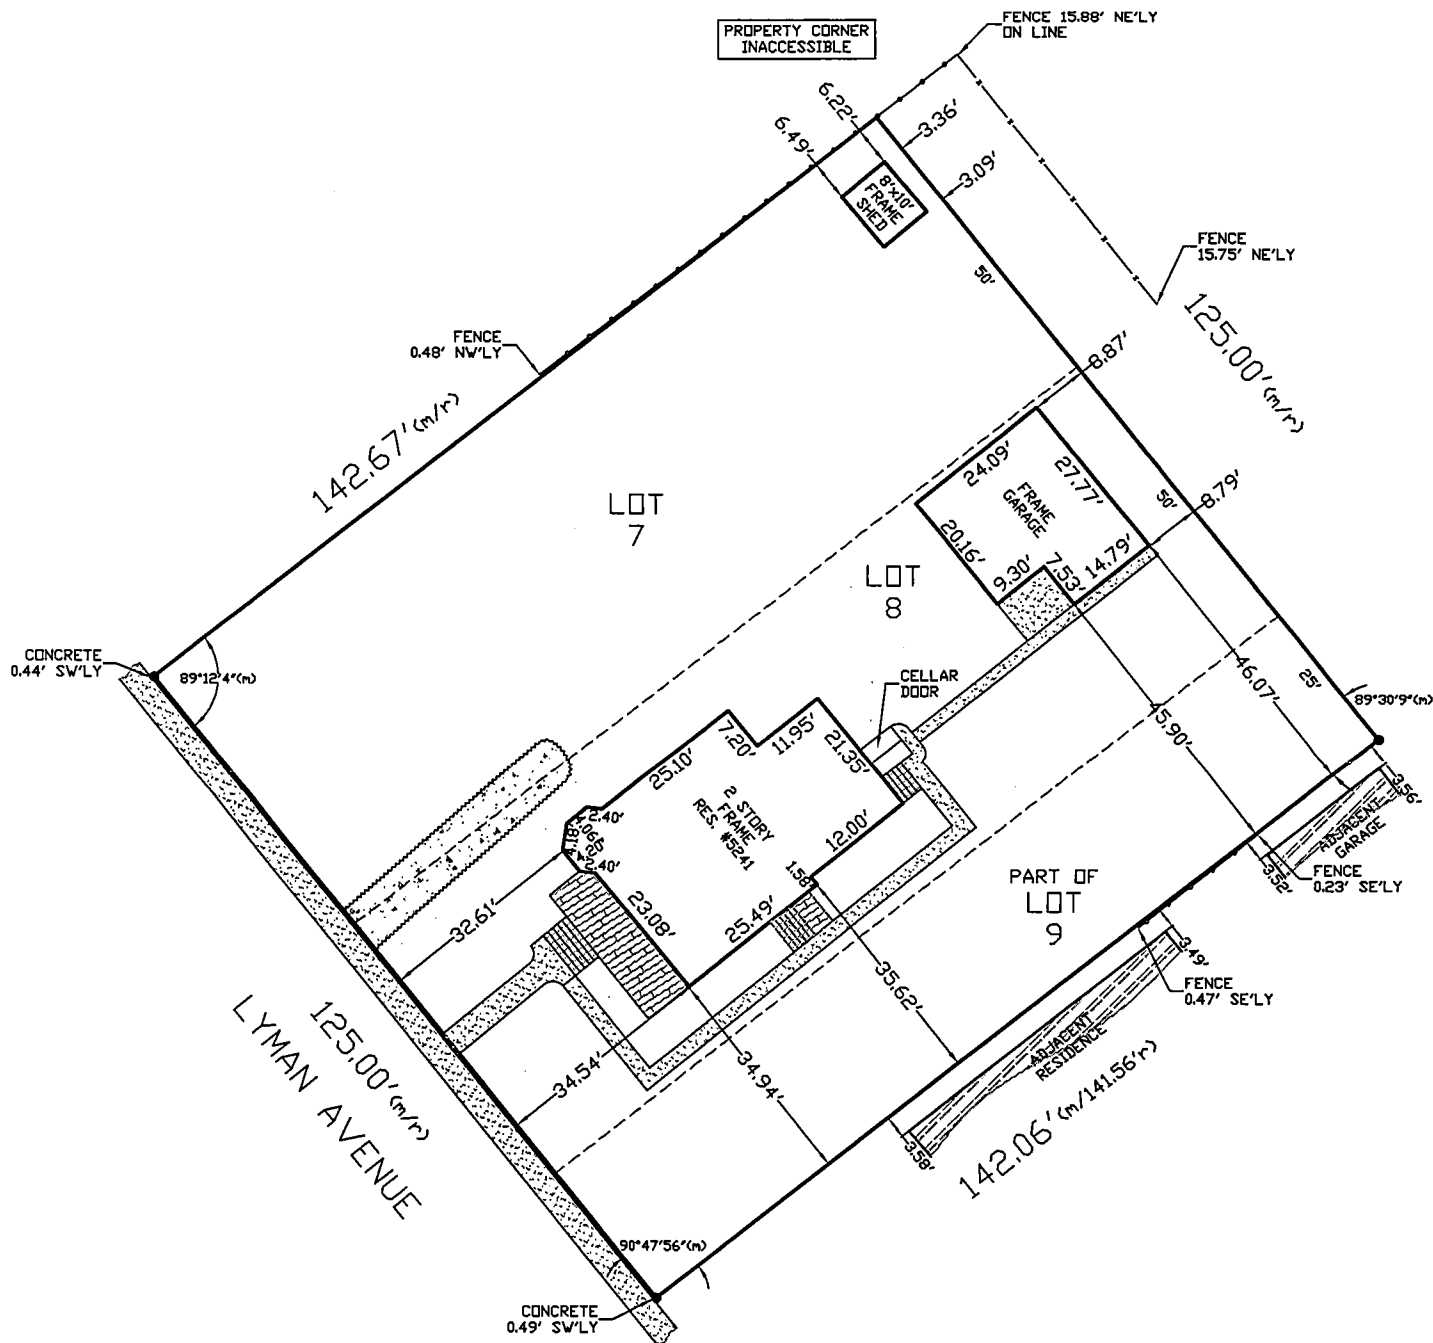 PROPERTY CORNER
INACCESSIBLE
FENCE 15.88' NE'LY
ON LINE
6.22'
6.49'
3.36'
3.09'
8'x10'
FRAME
SHED
50'
FENCE
15.75' NE'LY
125.00'(m/r)
FENCE
0.48' NW'LY
142.67'(m/r)
8.87'
24.09'
27.77'
FRAME
GARAGE
20.16'
9.30'
7.53'
14.79'
50'
8.79'
LOT
7
LOT
8
CONCRETE
0.44' SW'LY
89°12'4"(m)
CELLAR
DOOR
46.07'
25'
89°30'9"(m)
45.90'
7.20'
11.95'
21.35'
25.10'
2 STORY
FRAME
RES. #5241
2.40'
4.06'
4.18'
4.20'
2.40'
12.00'
1.58'
23.08'
25.49'
32.61'
PART OF
LOT
9
3.56'
ADJACENT
GARAGE
3.52'
FENCE
0.23' SE'LY
35.62'
3.49'
FENCE
0.47' SE'LY
34.54'
34.94'
ADJACENT
RESIDENCE
3.58'
142.06'(m/141.56'r)
125.00'(m/r)
LYMAN AVENUE
90°47'56"(m)
CONCRETE
0.49' SW'LY